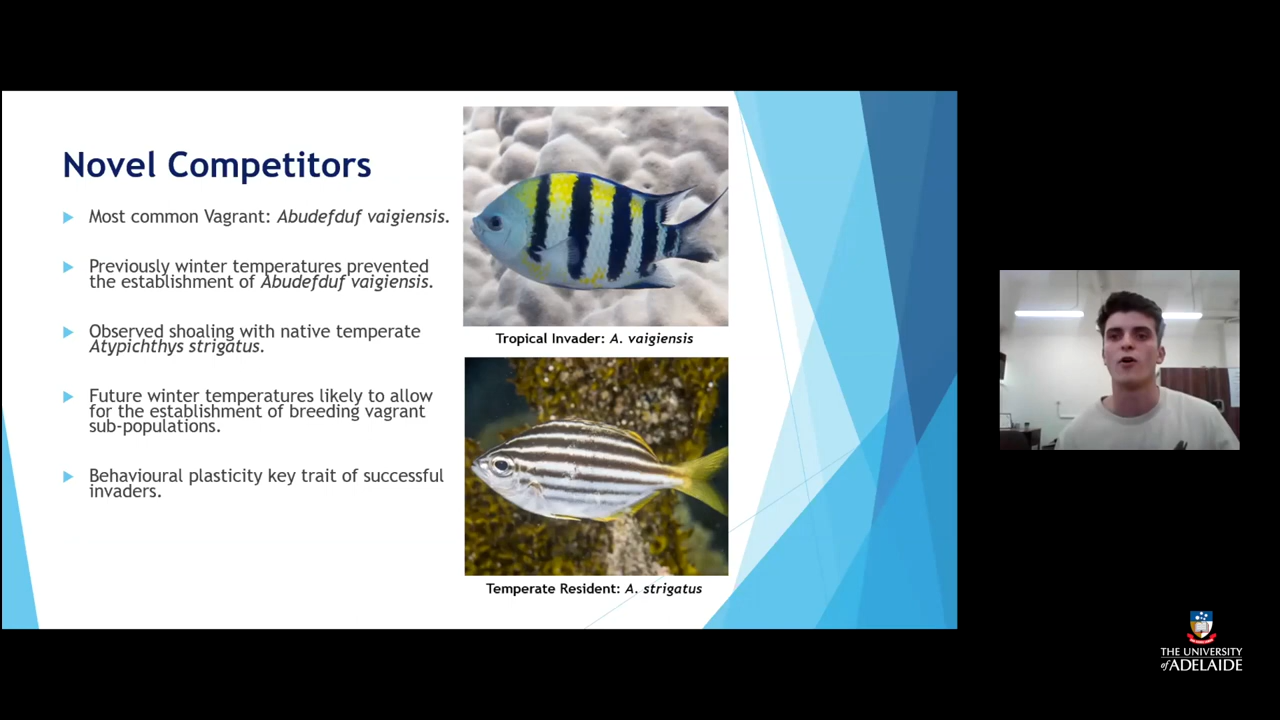 Novel Competitors
Most common Vagrant: Abudefduf vaigiensis.
Previously winter temperatures prevented
the establishment of Abudefduf vaigiensis.
Observed shoaling with native temperate
Atypichthys strigatus.
Future winter temperatures likely to allow
for the establishment of breeding vagrant
sub-populations.
Behavioural plasticity key trait of successful
invaders.
Tropical Invader: A. vaigiensis
Temperate Resident: A. strigatus
THE UNIVERSITY
of ADELAIDE